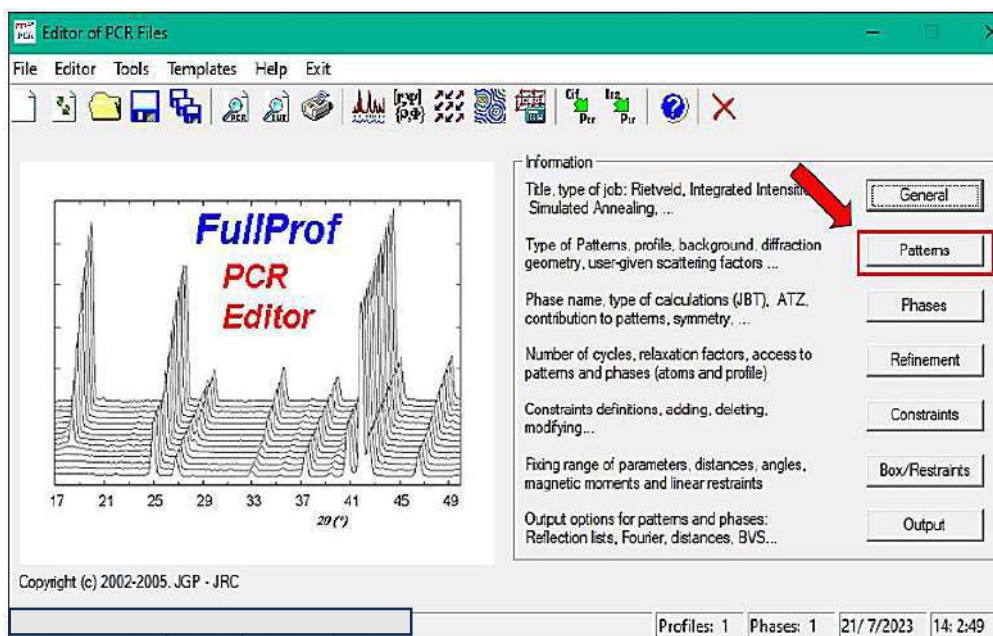 Editor of PCR Files
File Editor Tools Templates Help Exit
FullProf
PCR
Editor
17 21 25 29 33 37 41 45 49
2θ (°)
Information
Title, type of job: Rietveld, Integrated
Simulated Annealing, ...
General
Type of Patterns, profile, background, diffraction
geometry, user-given scattering factors ...
Patterns
Phase name, type of calculations (JBT), ATZ,
contribution to patterns, symmetry, ...
Phases
Number of cycles, relaxation factors, access to
patterns and phases (atoms and profile)
Refinement
Constraints definitions, adding, deleting,
modifying...
Constraints
Fixing range of parameters, distances, angles,
magnetic moments and linear restraints
Box/Restraints
Output options for patterns and phases:
Reflection lists, Fourier, distances, BVS...
Output
Copyright (c) 2002-2005. JGP - JRC
Profiles: 1 Phases: 1 21/ 7/2023 14: 2:49